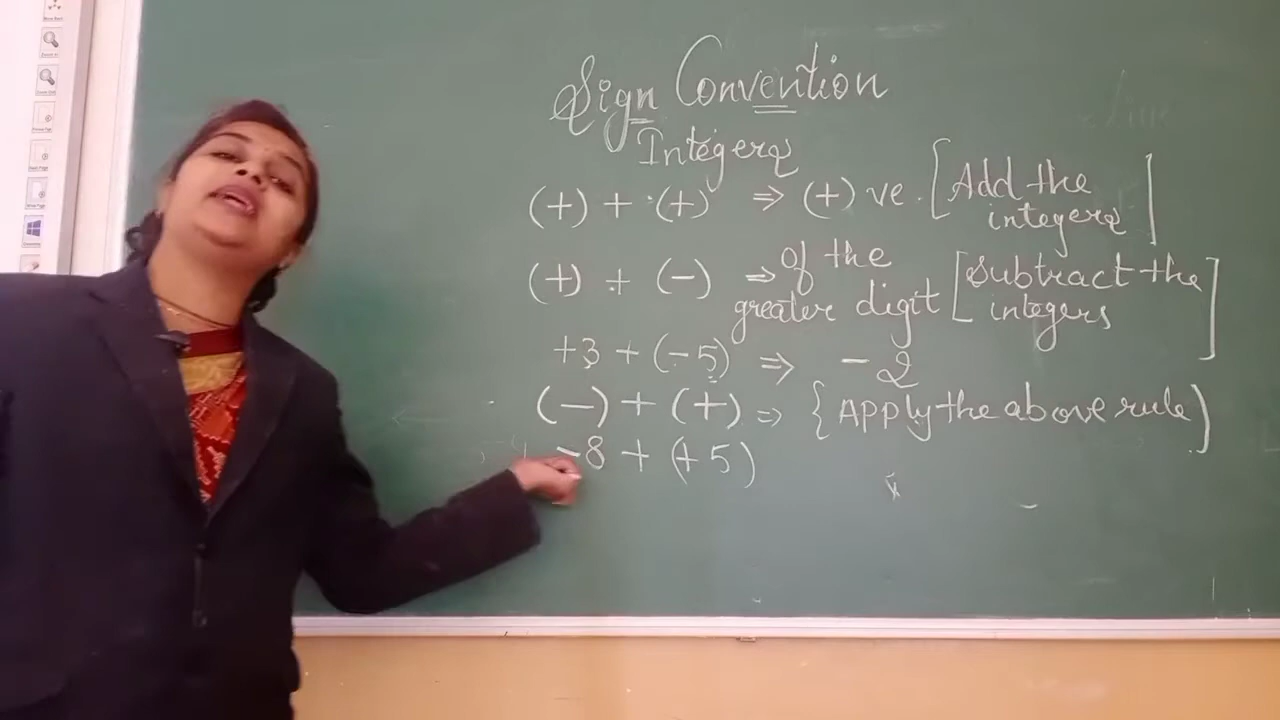 Sign Convention
Integers
(+) + (+) ⇒ (+) ve. [Add the integers]
(+) + (-) ⇒ of the greater digit [Subtract the integers]
+3 + (-5) ⇒ -2
(-) + (+) ⇒ {Apply the above rule)
-8 + (+5)